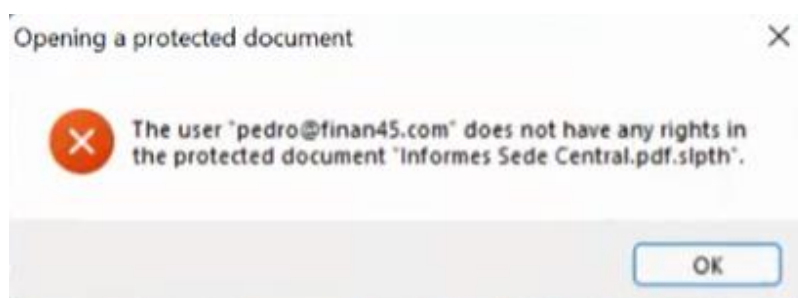 Opening a protected document
The user "pedro@finan45.com" does not have any rights in
the protected document "Informes Sede Central.pdf.slpth".
OK